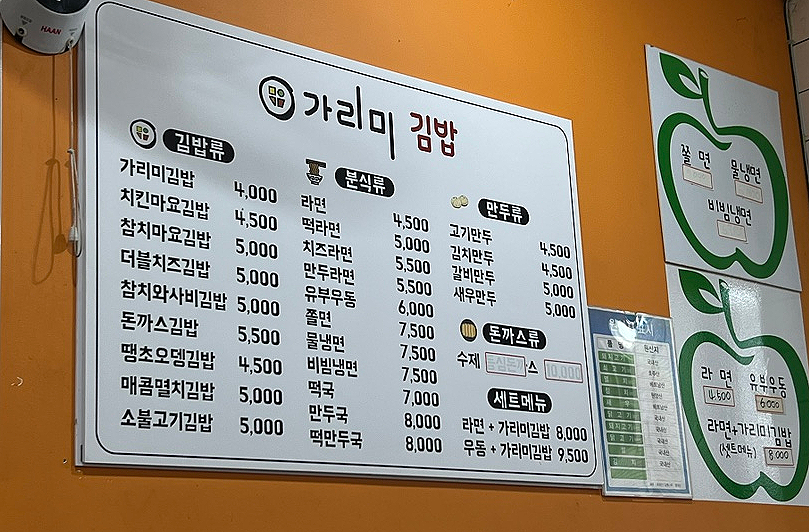 HAAN
가리미 김밥
김밥류
가리미김밥 4,000
치킨마요김밥 4,500
참치마요김밥 5,000
더블치즈김밥 5,000
참치와사비김밥 5,000
돈까스김밥 5,500
땡초오뎅김밥 4,500
매콤멸치김밥 5,000
소불고기김밥 5,000
분식류
라면 4,500
떡라면 5,000
치즈라면 5,500
만두라면 5,500
유부우동 6,000
쫄면 7,500
물냉면 7,500
비빔냉면 7,500
떡국 7,000
만두국 8,000
떡만두국 8,000
만두류
고기만두 4,500
김치만두 4,500
갈비만두 5,000
새우만두 5,000
돈까스류
수제 등심돈까스 10,000
세트메뉴
라면 + 가리미김밥 8,000
우동 + 가리미김밥 9,500
쫄 면 물냉면
비빔냉면
라 면 유부우동
4,500 6,000
라면+가리미김밥
(셋트메뉴) 8,000